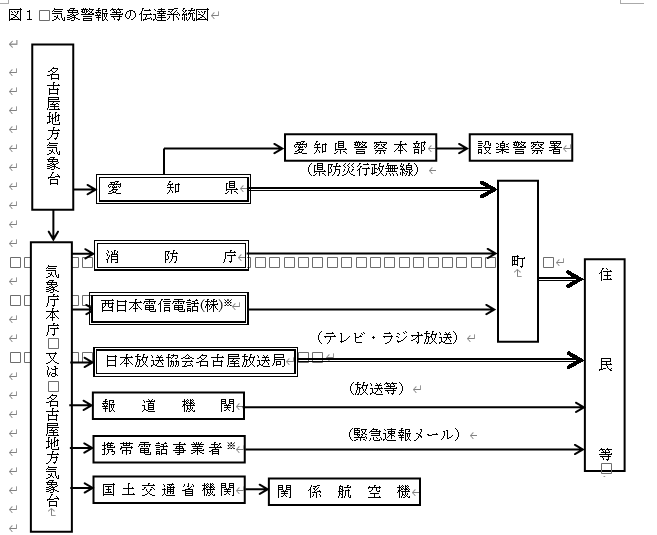 図１ 気象警報等の伝達系統図
名古屋地方気象台
愛知県警察本部
設楽警察署
（県防災行政無線）
愛知県
消防庁
町
気象庁本庁 又は 名古屋地方気象台
住民等
西日本電信電話(株)※
（テレビ・ラジオ放送）
日本放送協会名古屋放送局
（放送等）
報道機関
（緊急速報メール）
携帯電話事業者※
国土交通省機関
関係航空機